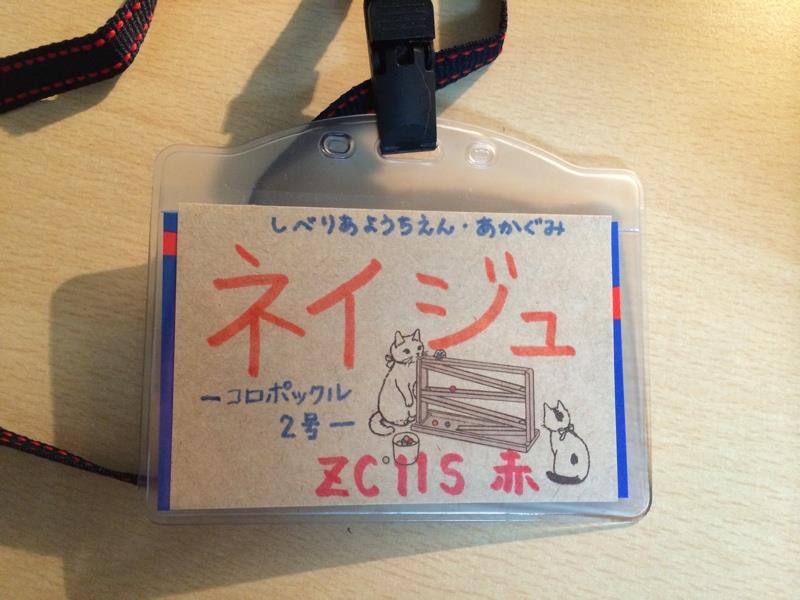 しべりあようちえん・あかぐみ
ネイジュ
ーコロポックル
2号ー
ZC11S 赤